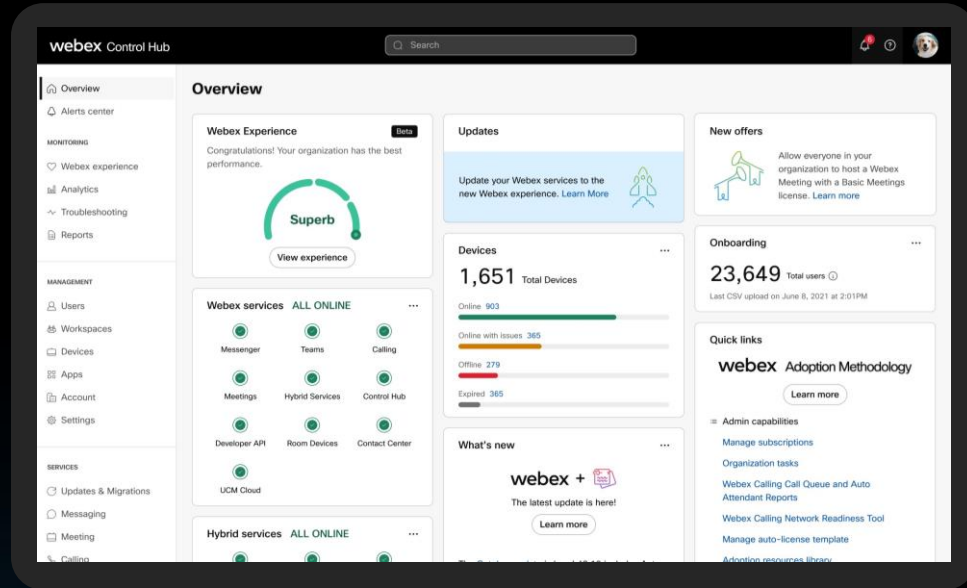 webex Control Hub
Search
6
Overview
Alerts center
MONITORING
Webex experience
Analytics
Troubleshooting
Reports
MANAGEMENT
Users
Workspaces
Devices
Apps
Account
Settings
SERVICES
Updates & Migrations
Messaging
Meeting
Calling
Overview
Webex Experience
Beta
Congratulations! Your organization has the best
performance.
Superb
View experience
Webex services ALL ONLINE
Messenger Teams Calling
Meetings Hybrid Services Control Hub
Developer API Room Devices Contact Center
UCM Cloud
Hybrid services ALL ONLINE
Updates
Update your Webex services to the
new Webex experience. Learn More
Devices
1,651 Total Devices
Online 903
Online with issues 365
Offline 279
Expired 365
What's new
webex +
The latest update is here!
Learn more
New offers
Allow everyone in your
organization to host a Webex
Meeting with a Basic Meetings
license. Learn more
Onboarding
23,649 Total users
Last CSV upload on June 8, 2021 at 2:01PM
Quick links
webex Adoption Methodology
Learn more
Admin capabilities
Manage subscriptions
Organization tasks
Webex Calling Call Queue and Auto
Attendant Reports
Webex Calling Network Readiness Tool
Manage auto-license template
Adoption resources library